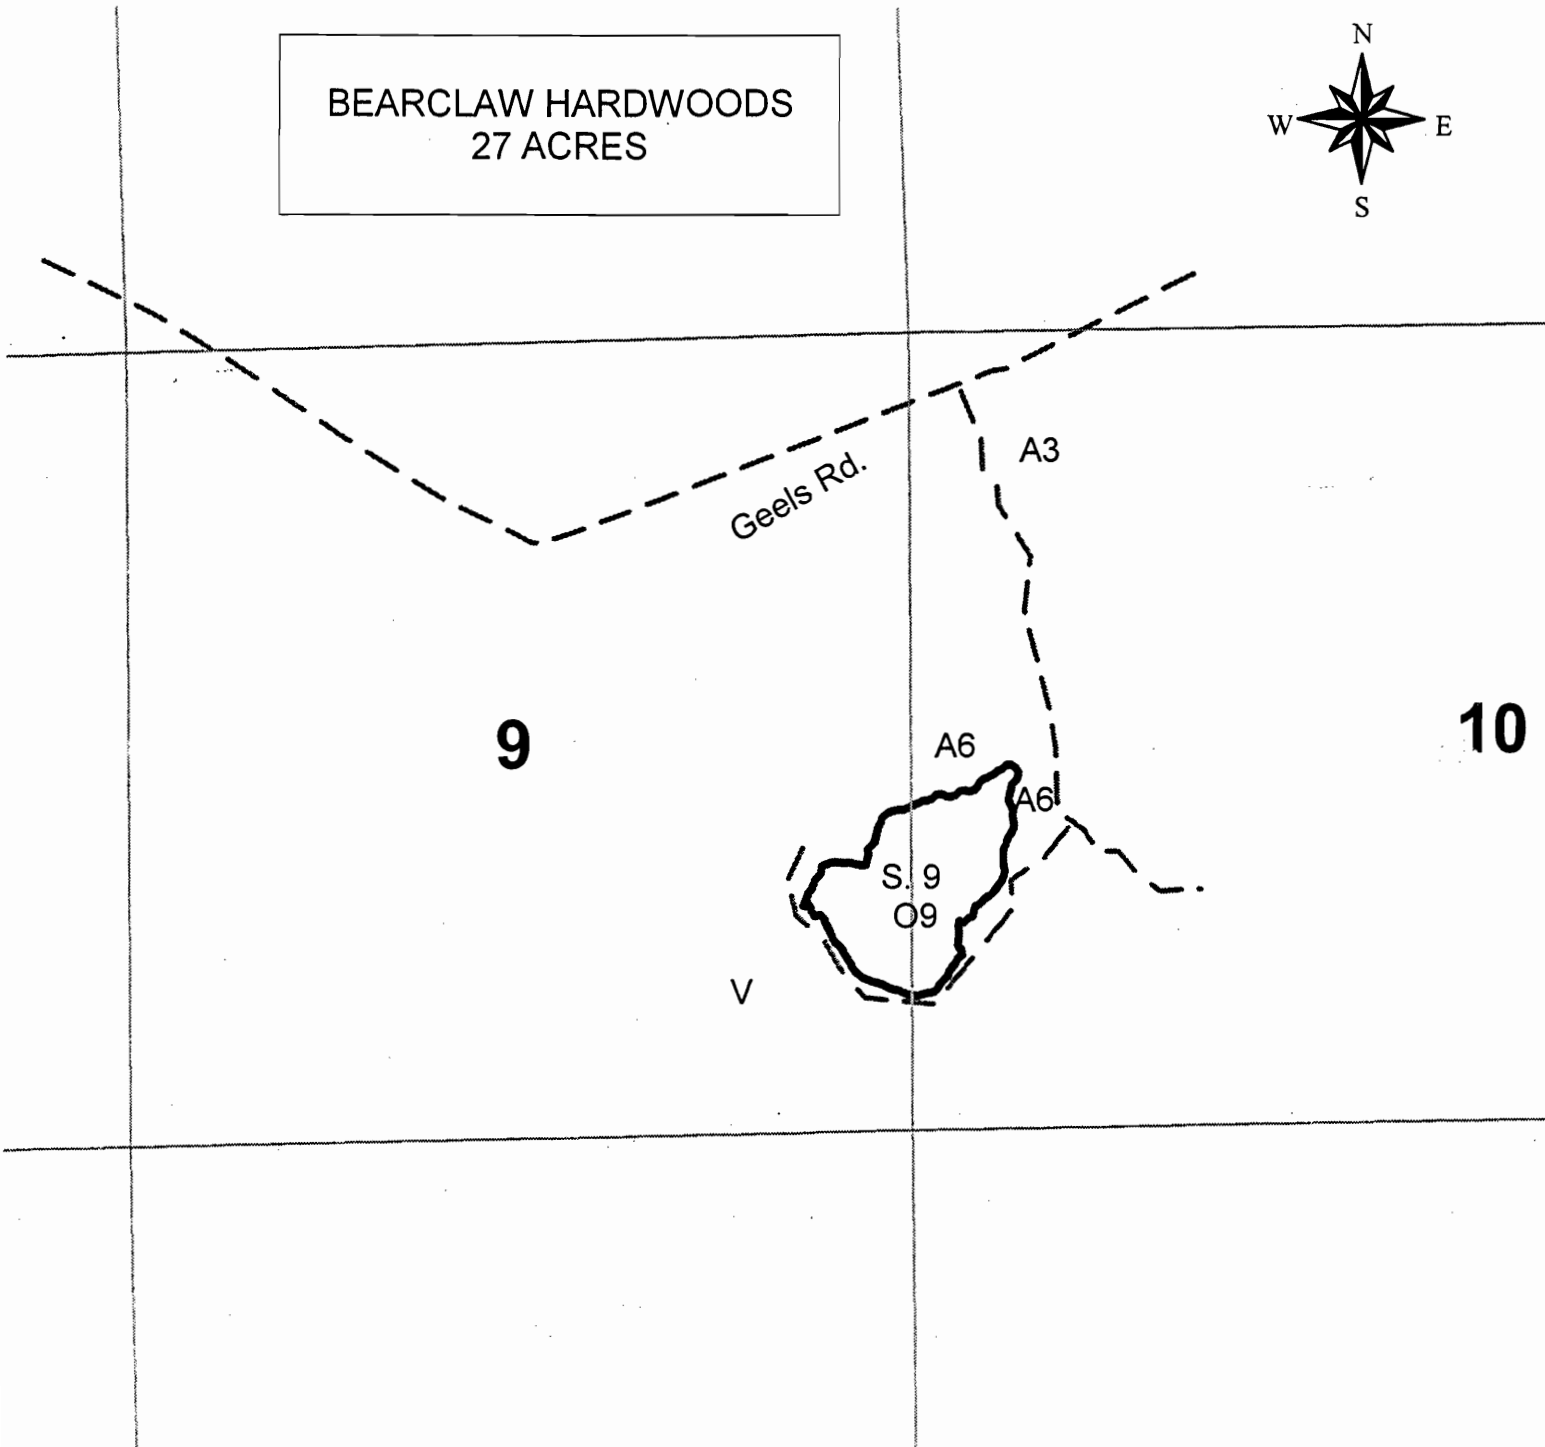 N
BEARCLAW HARDWOODS
27 ACRES
W
E
S
A3
Geels Rd.
9
10
A6
A6
S. 9
O9
V